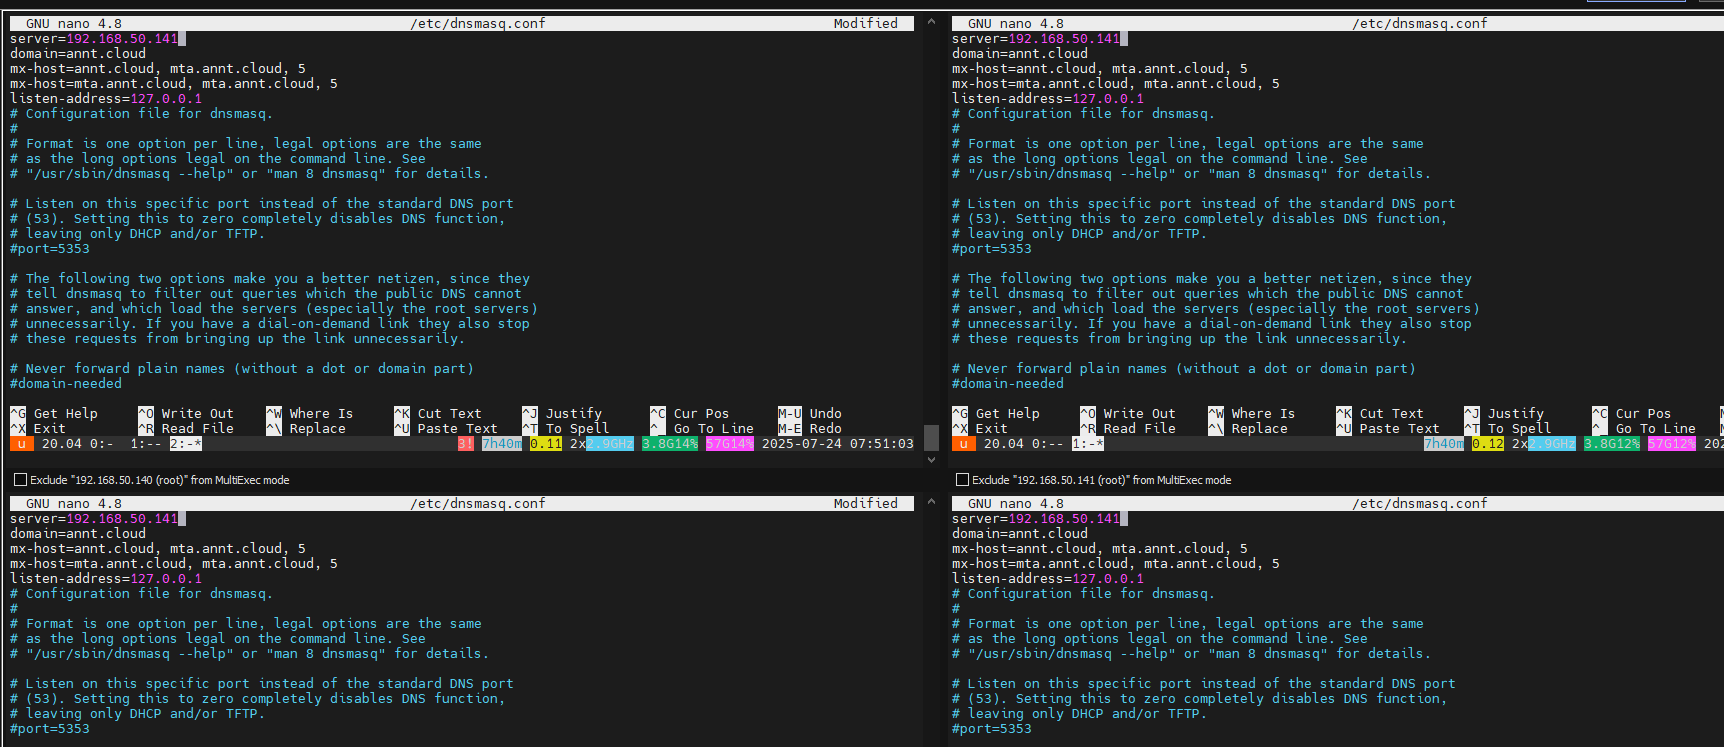 GNU nano 4.8 /etc/dnsmasq.conf Modified
server=192.168.50.141
domain=annt.cloud
mx-host=annt.cloud, mta.annt.cloud, 5
mx-host=mta.annt.cloud, mta.annt.cloud, 5
listen-address=127.0.0.1
# Configuration file for dnsmasq.
#
# Format is one option per line, legal options are the same
# as the long options legal on the command line. See
# "/usr/sbin/dnsmasq --help" or "man 8 dnsmasq" for details.
# Listen on this specific port instead of the standard DNS port
# (53). Setting this to zero completely disables DNS function,
# leaving only DHCP and/or TFTP.
#port=5353
# The following two options make you a better netizen, since they
# tell dnsmasq to filter out queries which the public DNS cannot
# answer, and which load the servers (especially the root servers)
# unnecessarily. If you have a dial-on-demand link they also stop
# these requests from bringing up the link unnecessarily.
# Never forward plain names (without a dot or domain part)
#domain-needed
^G Get Help ^O Write Out ^W Where Is ^K Cut Text ^J Justify ^C Cur Pos M-U Undo
^X Exit ^R Read File ^\ Replace ^U Paste Text ^T To Spell ^_ Go To Line M-E Redo
u 20.04 0:- 1:-- 2:-* 3! 7h40m 0.11 2x2.9GHz 3.8G14% 57G14% 2025-07-24 07:51:03
Exclude "192.168.50.140 (root)" from MultiExec mode
GNU nano 4.8 /etc/dnsmasq.conf
server=192.168.50.141
domain=annt.cloud
mx-host=annt.cloud, mta.annt.cloud, 5
mx-host=mta.annt.cloud, mta.annt.cloud, 5
listen-address=127.0.0.1
# Configuration file for dnsmasq.
#
# Format is one option per line, legal options are the same
# as the long options legal on the command line. See
# "/usr/sbin/dnsmasq --help" or "man 8 dnsmasq" for details.
# Listen on this specific port instead of the standard DNS port
# (53). Setting this to zero completely disables DNS function,
# leaving only DHCP and/or TFTP.
#port=5353
# The following two options make you a better netizen, since they
# tell dnsmasq to filter out queries which the public DNS cannot
# answer, and which load the servers (especially the root servers)
# unnecessarily. If you have a dial-on-demand link they also stop
# these requests from bringing up the link unnecessarily.
# Never forward plain names (without a dot or domain part)
#domain-needed
^G Get Help ^O Write Out ^W Where Is ^K Cut Text ^J Justify ^C Cur Pos
^X Exit ^R Read File ^\ Replace ^U Paste Text ^T To Spell ^_ Go To Line
u 20.04 0:-- 1:-* 7h40m 0.12 2x2.9GHz 3.8G12% 57G12% 202
Exclude "192.168.50.141 (root)" from MultiExec mode
GNU nano 4.8 /etc/dnsmasq.conf Modified
server=192.168.50.141
domain=annt.cloud
mx-host=annt.cloud, mta.annt.cloud, 5
mx-host=mta.annt.cloud, mta.annt.cloud, 5
listen-address=127.0.0.1
# Configuration file for dnsmasq.
#
# Format is one option per line, legal options are the same
# as the long options legal on the command line. See
# "/usr/sbin/dnsmasq --help" or "man 8 dnsmasq" for details.
# Listen on this specific port instead of the standard DNS port
# (53). Setting this to zero completely disables DNS function,
# leaving only DHCP and/or TFTP.
#port=5353
GNU nano 4.8 /etc/dnsmasq.conf
server=192.168.50.141
domain=annt.cloud
mx-host=annt.cloud, mta.annt.cloud, 5
mx-host=mta.annt.cloud, mta.annt.cloud, 5
listen-address=127.0.0.1
# Configuration file for dnsmasq.
#
# Format is one option per line, legal options are the same
# as the long options legal on the command line. See
# "/usr/sbin/dnsmasq --help" or "man 8 dnsmasq" for details.
# Listen on this specific port instead of the standard DNS port
# (53). Setting this to zero completely disables DNS function,
# leaving only DHCP and/or TFTP.
#port=5353